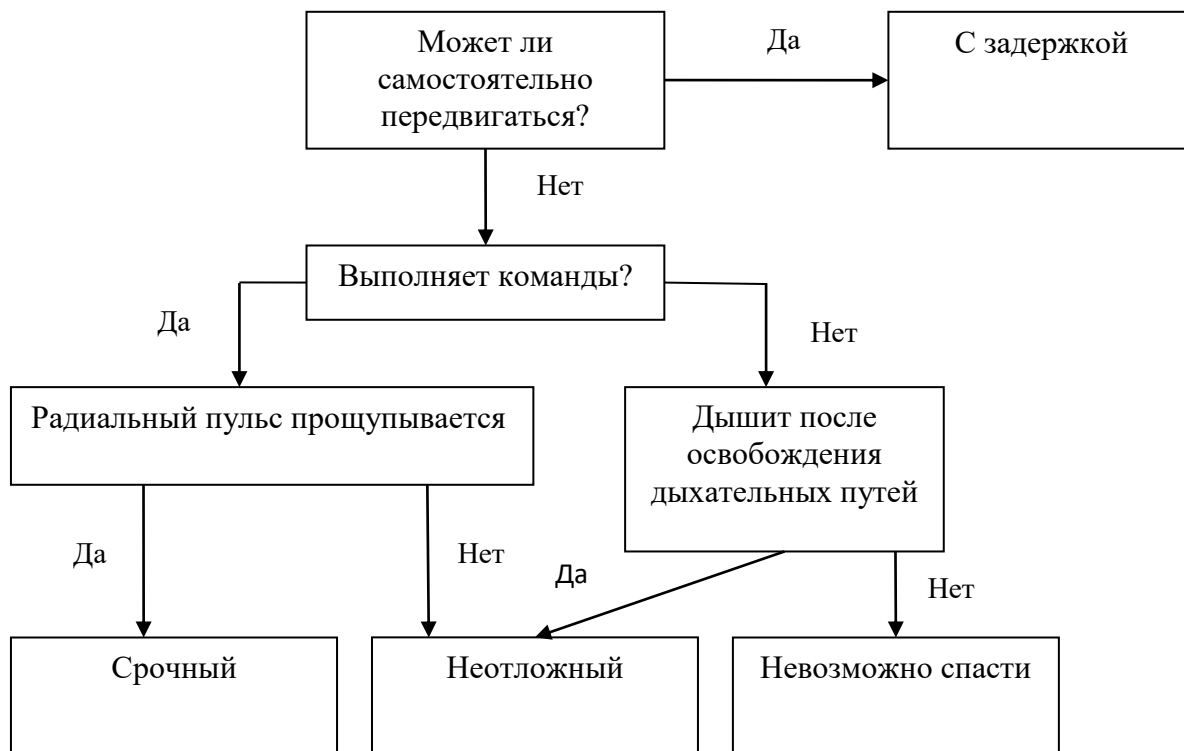 Может ли
самостоятельно
передвигаться?
Да
С задержкой
Нет
Выполняет команды?
Да
Нет
Радиальный пульс прощупывается
Дышит после
освобождения
дыхательных путей
Да
Нет
Да
Нет
Срочный
Неотложный
Невозможно спасти